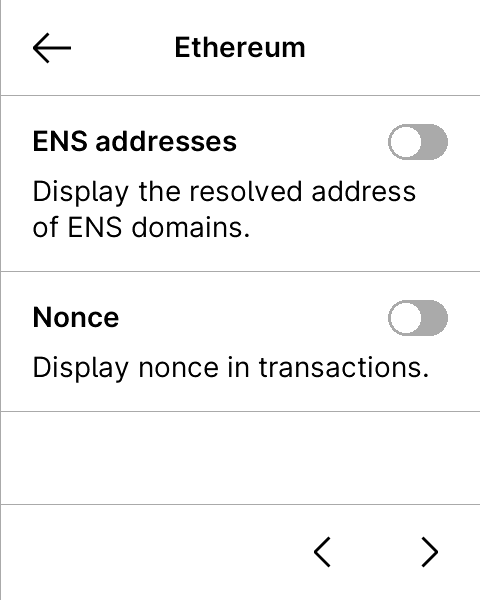 Ethereum
ENS addresses
Display the resolved address
of ENS domains.
Nonce
Display nonce in transactions.